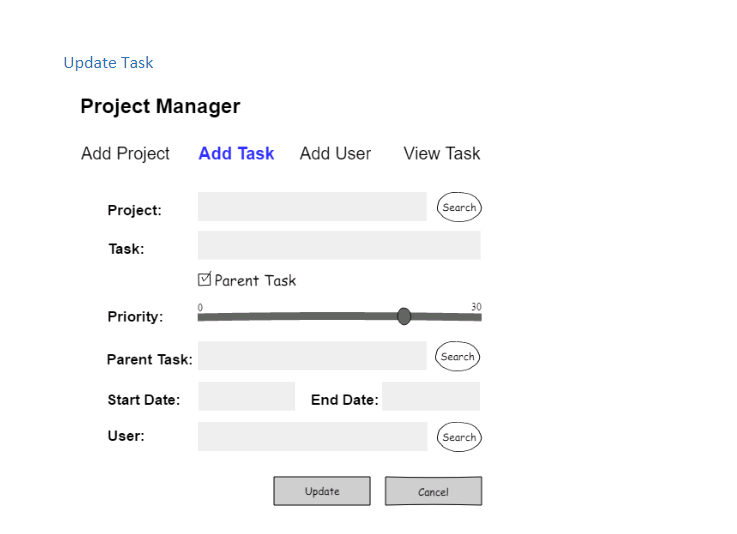 Update Task
Project Manager
Add Project Add Task Add User View Task
Project: Search
Task:
Parent Task
0 30
Priority:
Parent Task: Search
Start Date: End Date:
User: Search
Update Cancel